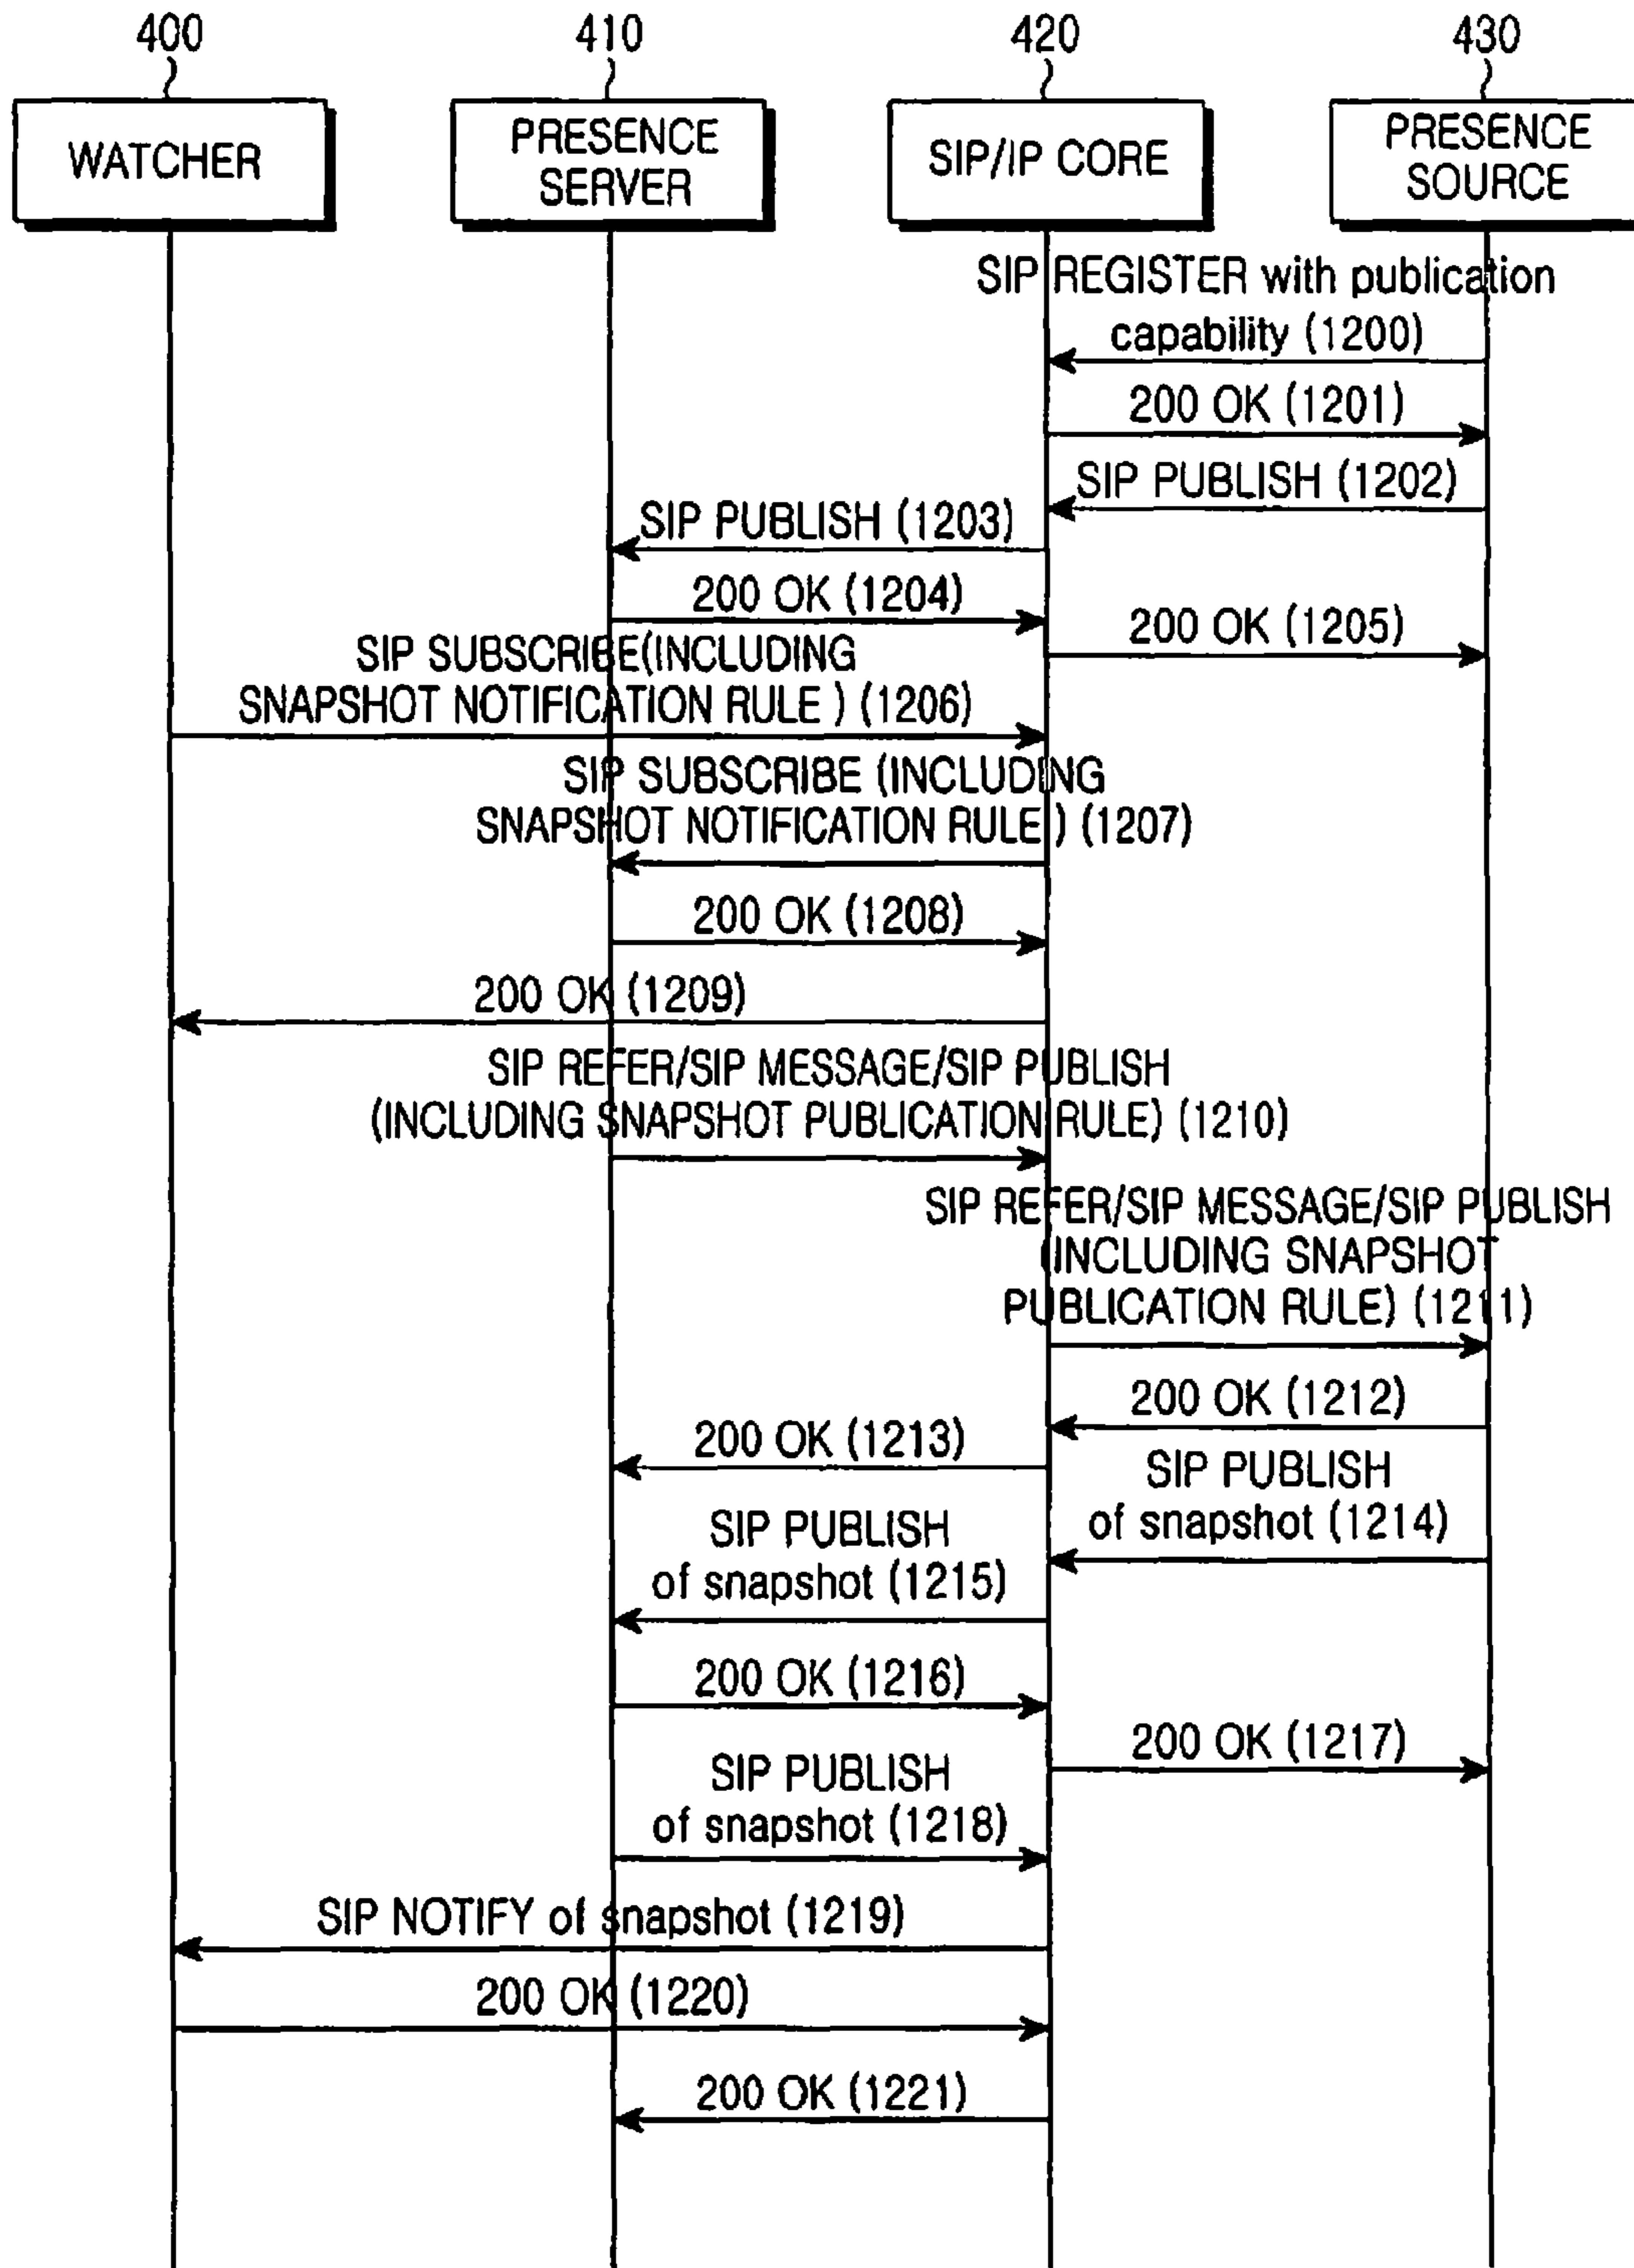 400
410
420
430
WATCHER
PRESENCE
SERVER
SIP/IP CORE
PRESENCE
SOURCE
SIP REGISTER with publication
capability (1200)
200 OK (1201)
SIP PUBLISH (1202)
SIP PUBLISH (1203)
200 OK (1204)
200 OK (1205)
SIP SUBSCRIBE(INCLUDING
SNAPSHOT NOTIFICATION RULE ) (1206)
SIP SUBSCRIBE (INCLUDING
SNAPSHOT NOTIFICATION RULE ) (1207)
200 OK (1208)
200 OK (1209)
SIP REFER/SIP MESSAGE/SIP PUBLISH
(INCLUDING SNAPSHOT PUBLICATION RULE) (1210)
SIP REFER/SIP MESSAGE/SIP PUBLISH
(INCLUDING SNAPSHOT
PUBLICATION RULE) (1211)
200 OK (1212)
200 OK (1213)
SIP PUBLISH
of snapshot (1214)
SIP PUBLISH
of snapshot (1215)
200 OK (1216)
200 OK (1217)
SIP PUBLISH
of snapshot (1218)
SIP NOTIFY of snapshot (1219)
200 OK (1220)
200 OK (1221)